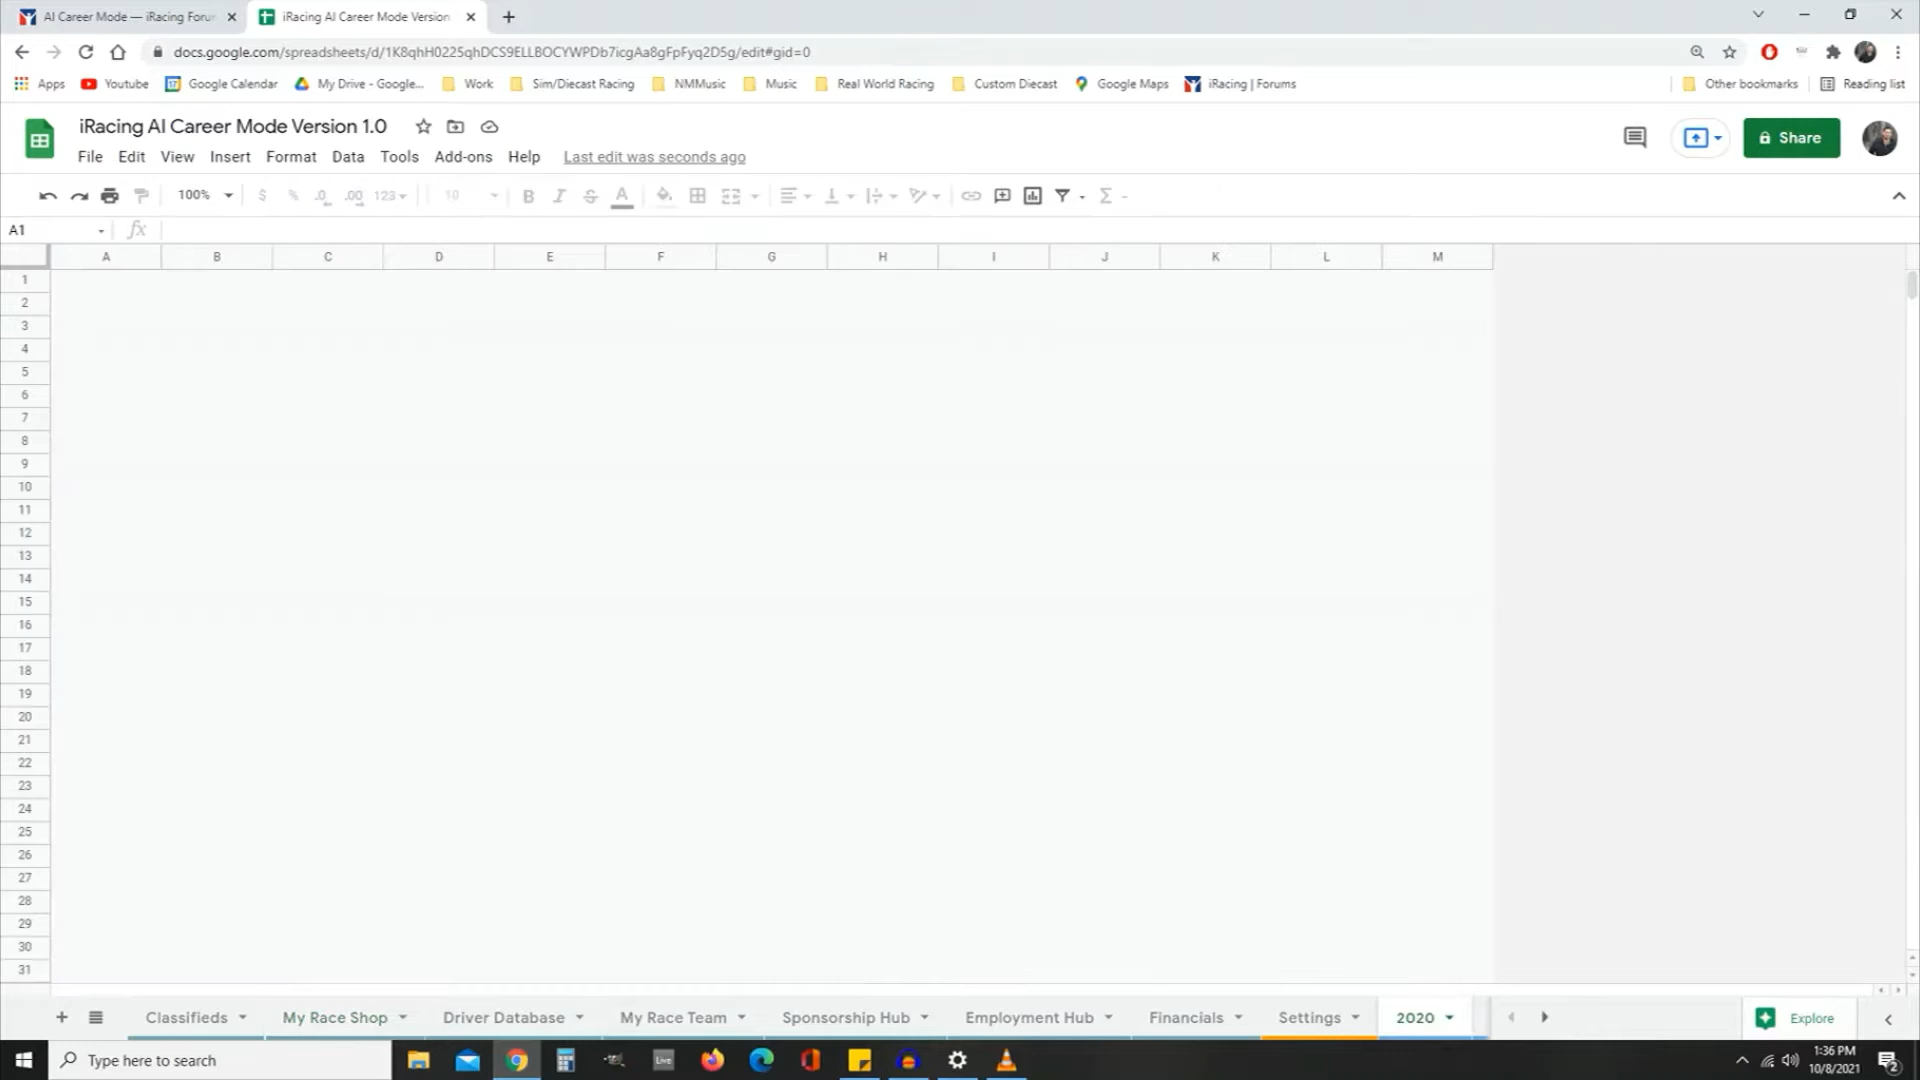 AI Career Mode — iRacing Foru
iRacing AI Career Mode Version
docs.google.com/spreadsheets/d/1K8qhH0225qhDCS9ELLBOCYWPDb7icgAa8gFpFyq2D5g/edit#gid=0
Apps
Youtube
Google Calendar
My Drive - Google...
Work
Sim/Diecast Racing
NMMusic
Music
Real World Racing
Custom Diecast
Google Maps
iRacing | Forums
Other bookmarks
Reading list
iRacing AI Career Mode Version 1.0
File Edit View Insert Format Data Tools Add-ons Help Last edit was seconds ago
Share
100% $ % .0 .00 123 10 B I S A
A1 fx
A B C D E F G H I J K L M
1
2
3
4
5
6
7
8
9
10
11
12
13
14
15
16
17
18
19
20
21
22
23
24
25
26
27
28
29
30
31
Classifieds My Race Shop Driver Database My Race Team Sponsorship Hub Employment Hub Financials Settings 2020 Explore
Type here to search
Live
1:36 PM
10/8/2021
2